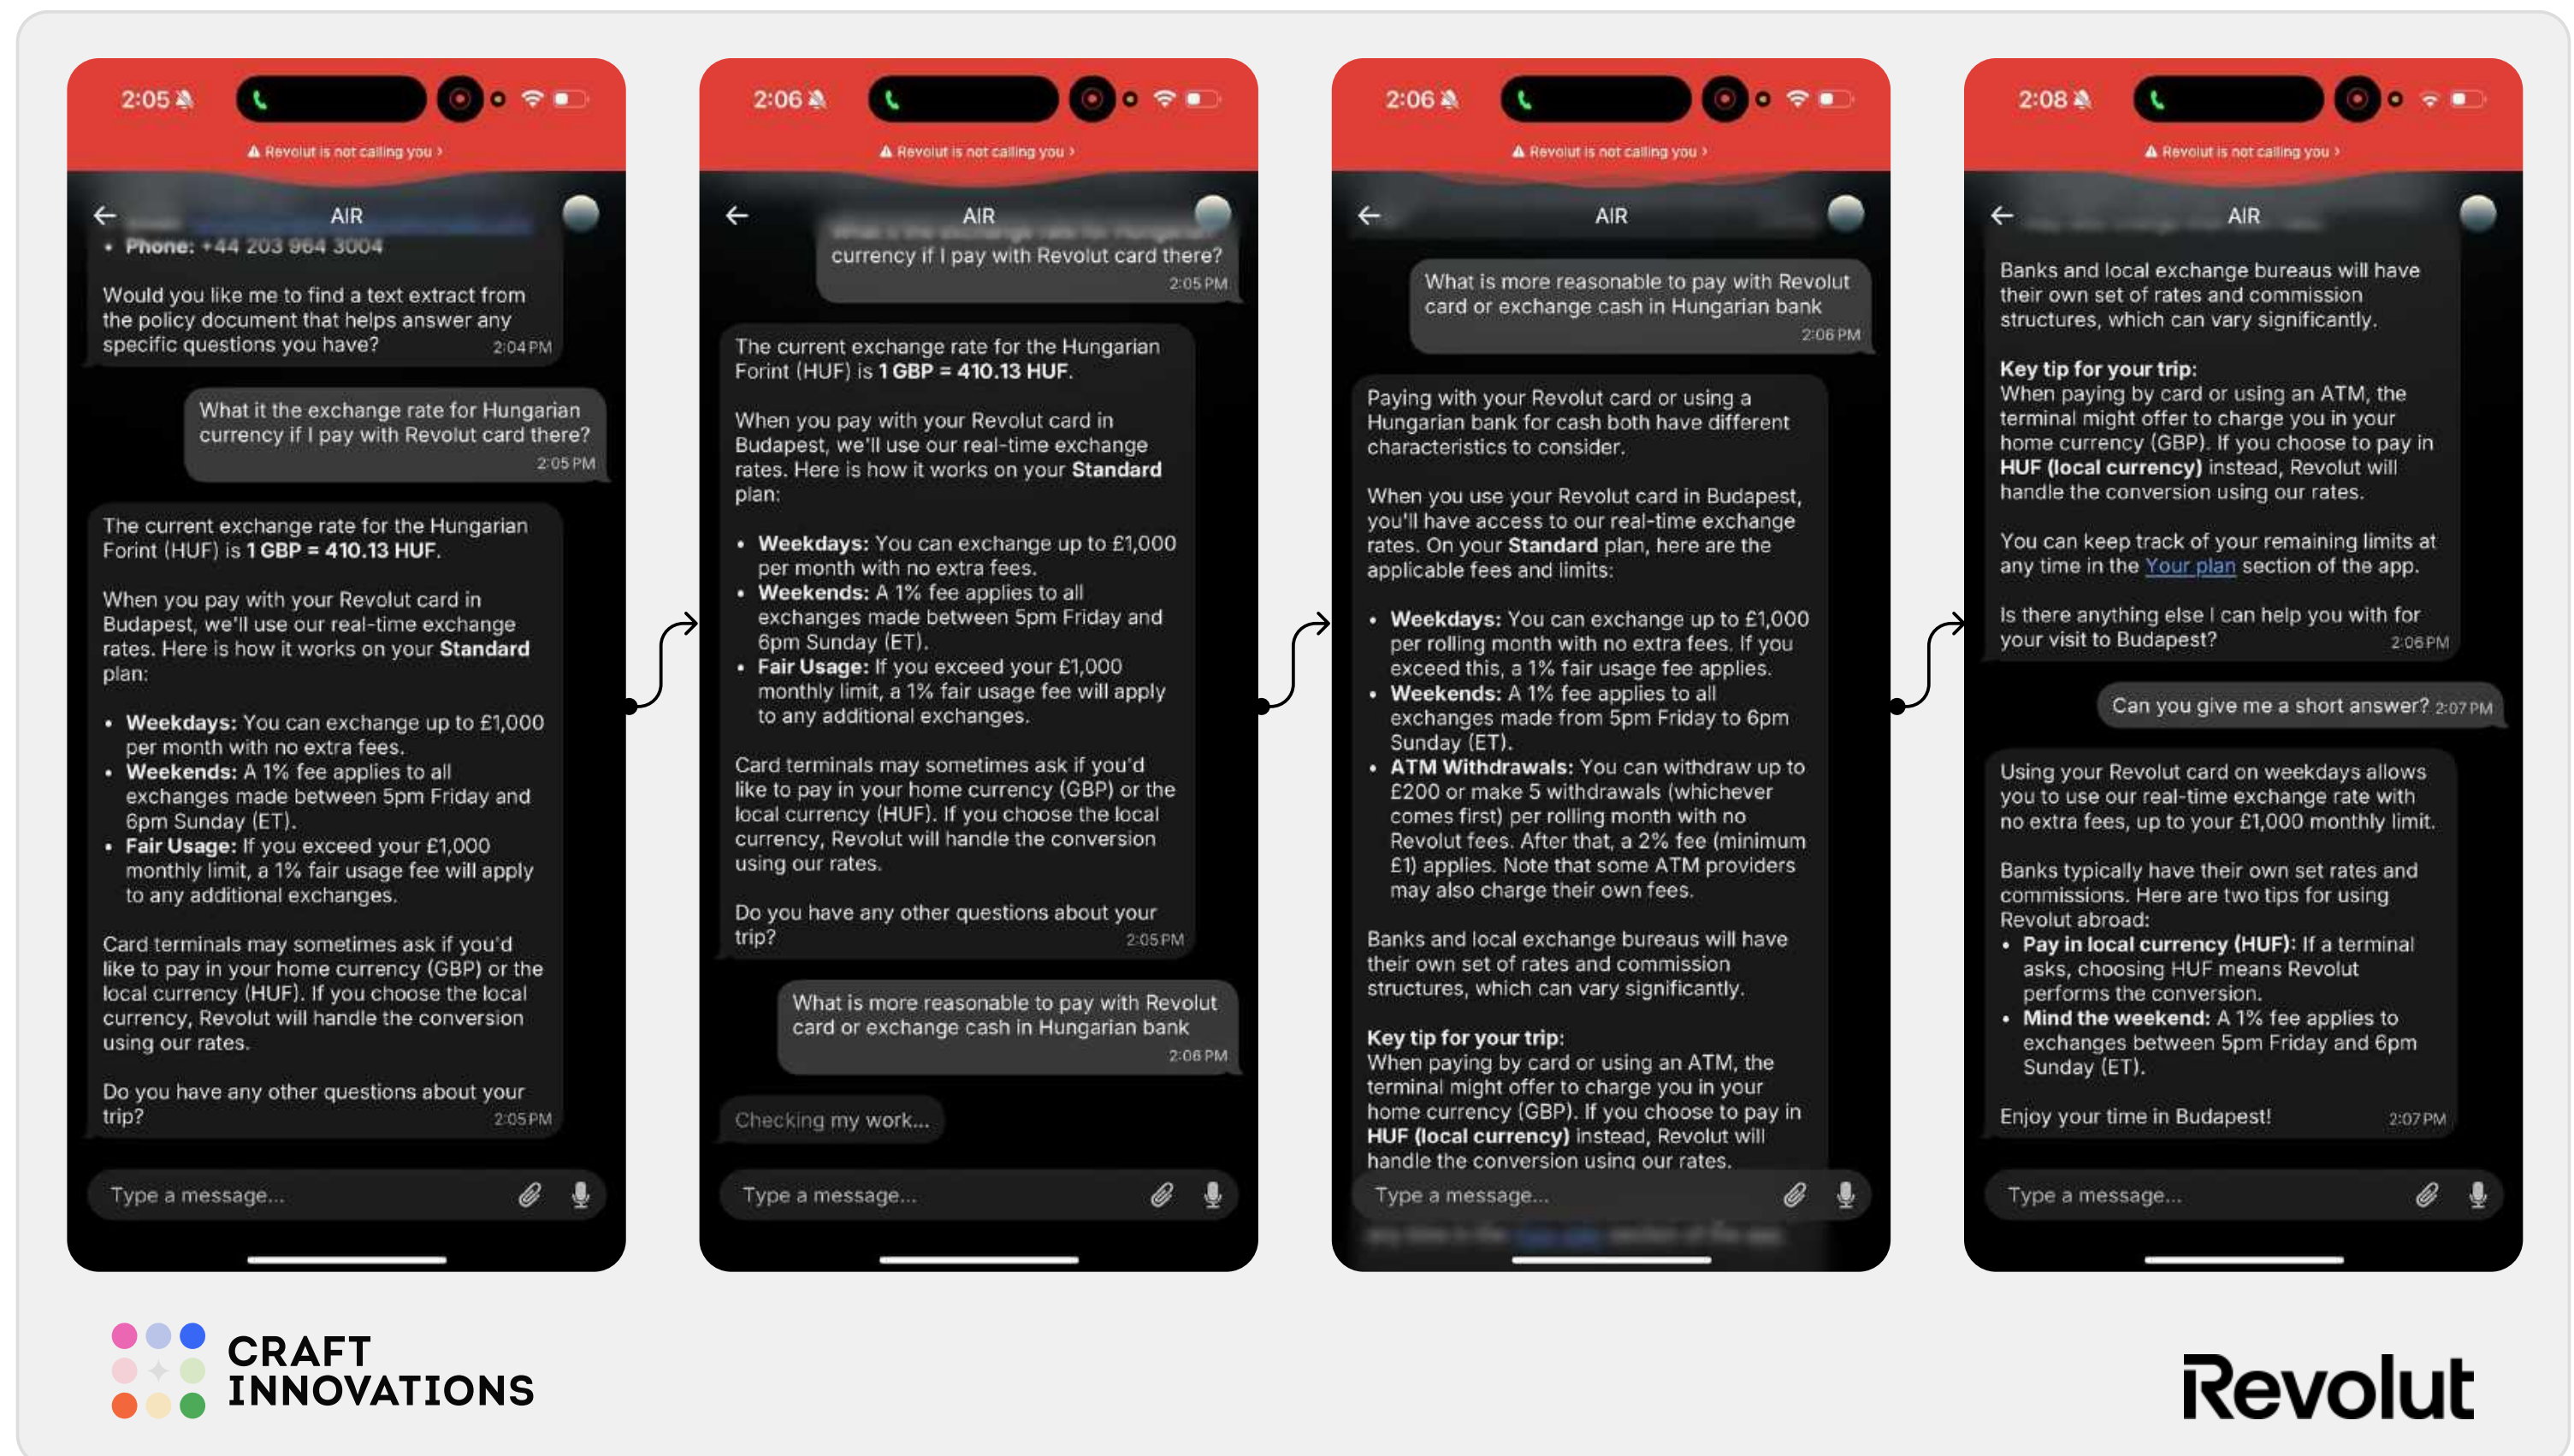 2:05
Revolut is not calling you >
AIR
• Phone: +44 203 964 3004
Would you like me to find a text extract from
the policy document that helps answer any
specific questions you have?
2:04 PM
What it the exchange rate for Hungarian
currency if I pay with Revolut card there?
2:05 PM
The current exchange rate for the Hungarian
Forint (HUF) is 1 GBP = 410.13 HUF.
When you pay with your Revolut card in
Budapest, we'll use our real-time exchange
rates. Here is how it works on your Standard
plan:
• Weekdays: You can exchange up to £1,000
per month with no extra fees.
• Weekends: A 1% fee applies to all
exchanges made between 5pm Friday and
6pm Sunday (ET).
• Fair Usage: If you exceed your £1,000
monthly limit, a 1% fair usage fee will apply
to any additional exchanges.
Card terminals may sometimes ask if you'd
like to pay in your home currency (GBP) or the
local currency (HUF). If you choose the local
currency, Revolut will handle the conversion
using our rates.
Do you have any other questions about your
trip?
2:05 PM
Type a message...
2:06
Revolut is not calling you >
AIR
currency if I pay with Revolut card there?
2:05 PM
The current exchange rate for the Hungarian
Forint (HUF) is 1 GBP = 410.13 HUF.
When you pay with your Revolut card in
Budapest, we'll use our real-time exchange
rates. Here is how it works on your Standard
plan:
• Weekdays: You can exchange up to £1,000
per month with no extra fees.
• Weekends: A 1% fee applies to all
exchanges made between 5pm Friday and
6pm Sunday (ET).
• Fair Usage: If you exceed your £1,000
monthly limit, a 1% fair usage fee will apply
to any additional exchanges.
Card terminals may sometimes ask if you'd
like to pay in your home currency (GBP) or the
local currency (HUF). If you choose the local
currency, Revolut will handle the conversion
using our rates.
Do you have any other questions about your
trip?
2:05 PM
What is more reasonable to pay with Revolut
card or exchange cash in Hungarian bank
2:06 PM
Checking my work...
Type a message...
2:06
Revolut is not calling you >
AIR
What is more reasonable to pay with Revolut
card or exchange cash in Hungarian bank
2:06 PM
Paying with your Revolut card or using a
Hungarian bank for cash both have different
characteristics to consider.
When you use your Revolut card in Budapest,
you'll have access to our real-time exchange
rates. On your Standard plan, here are the
applicable fees and limits:
• Weekdays: You can exchange up to £1,000
per rolling month with no extra fees. If you
exceed this, a 1% fair usage fee applies.
• Weekends: A 1% fee applies to all
exchanges made from 5pm Friday to 6pm
Sunday (ET).
• ATM Withdrawals: You can withdraw up to
£200 or make 5 withdrawals (whichever
comes first) per rolling month with no
Revolut fees. After that, a 2% fee (minimum
£1) applies. Note that some ATM providers
may also charge their own fees.
Banks and local exchange bureaus will have
their own set of rates and commission
structures, which can vary significantly.
Key tip for your trip:
When paying by card or using an ATM, the
terminal might offer to charge you in your
home currency (GBP). If you choose to pay in
HUF (local currency) instead, Revolut will
handle the conversion using our rates.
Type a message...
2:08
Revolut is not calling you >
AIR
Banks and local exchange bureaus will have
their own set of rates and commission
structures, which can vary significantly.
Key tip for your trip:
When paying by card or using an ATM, the
terminal might offer to charge you in your
home currency (GBP). If you choose to pay in
HUF (local currency) instead, Revolut will
handle the conversion using our rates.
You can keep track of your remaining limits at
any time in the Your plan section of the app.
Is there anything else I can help you with for
your visit to Budapest?
2:06 PM
Can you give me a short answer? 2:07 PM
Using your Revolut card on weekdays allows
you to use our real-time exchange rate with
no extra fees, up to your £1,000 monthly limit.
Banks typically have their own set rates and
commissions. Here are two tips for using
Revolut abroad:
• Pay in local currency (HUF): If a terminal
asks, choosing HUF means Revolut
performs the conversion.
• Mind the weekend: A 1% fee applies to
exchanges between 5pm Friday and 6pm
Sunday (ET).
Enjoy your time in Budapest!
2:07 PM
Type a message...
CRAFT
INNOVATIONS
Revolut